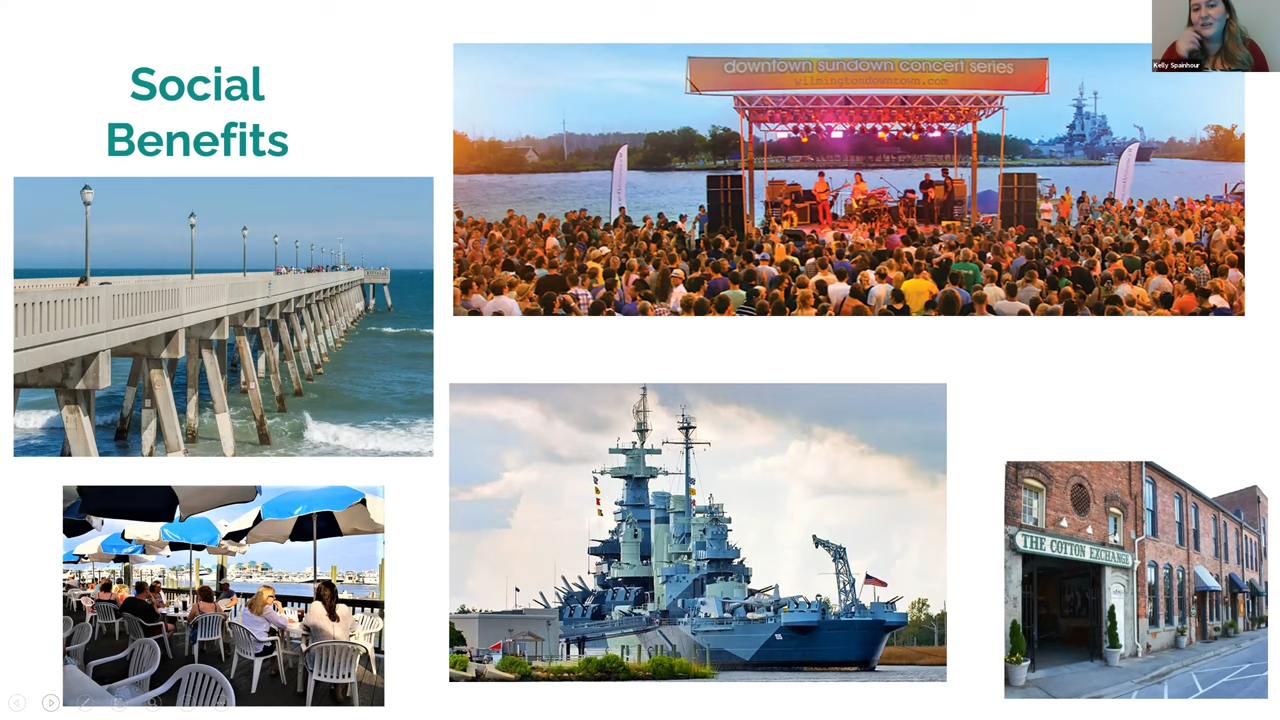 Social
Benefits
downtown sundown concert series
wilmingtondowntown.com
Kelly Spainhour
THE COTTON EXCHANGE